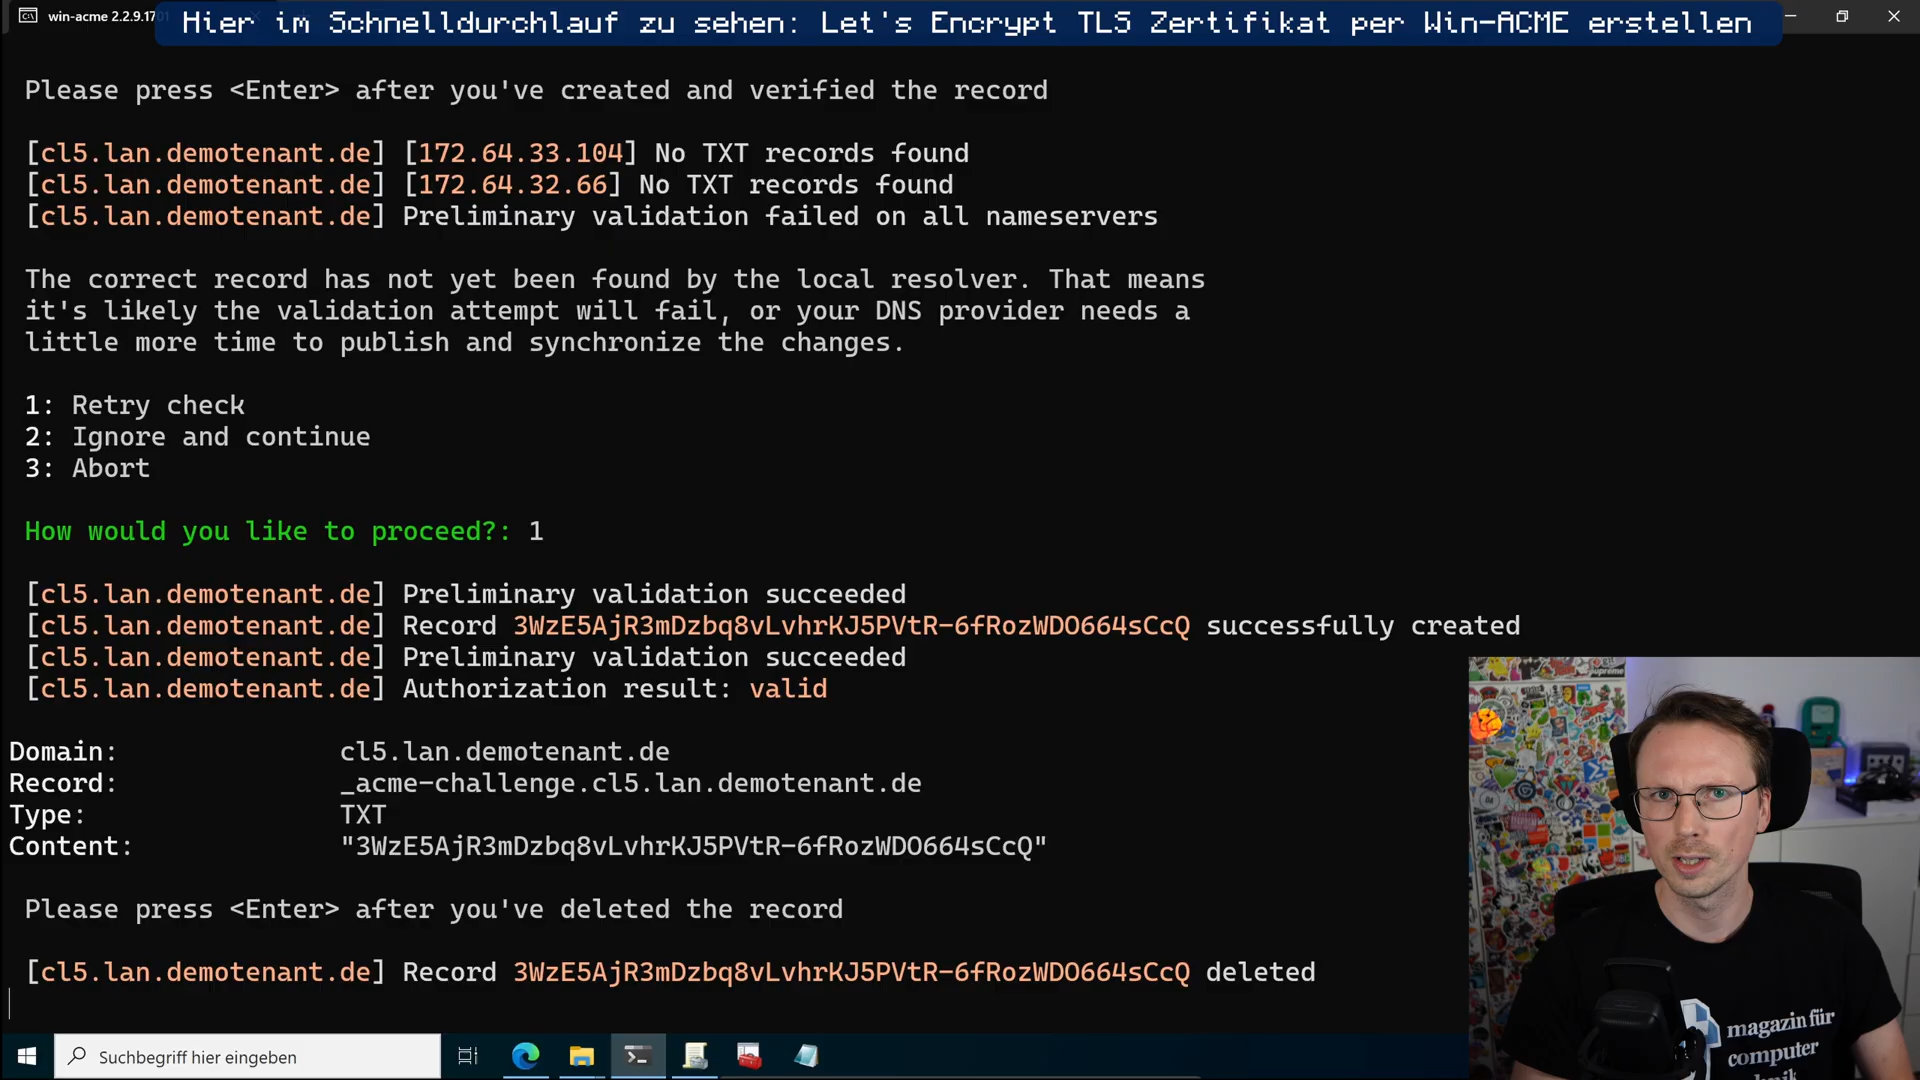 win-acme 2.2.9.1701
Hier im Schnelldurchlauf zu sehen: Let's Encrypt TLS Zertifikat per Win-ACME erstellen
Please press <Enter> after you've created and verified the record
[cl5.lan.demotenant.de] [172.64.33.104] No TXT records found
[cl5.lan.demotenant.de] [172.64.32.66] No TXT records found
[cl5.lan.demotenant.de] Preliminary validation failed on all nameservers
The correct record has not yet been found by the local resolver. That means
it's likely the validation attempt will fail, or your DNS provider needs a
little more time to publish and synchronize the changes.
1: Retry check
2: Ignore and continue
3: Abort
How would you like to proceed?: 1
[cl5.lan.demotenant.de] Preliminary validation succeeded
[cl5.lan.demotenant.de] Record 3WzE5AjR3mDzbq8vLvhrKJ5PVtR-6fRozWDO664sCcQ successfully created
[cl5.lan.demotenant.de] Preliminary validation succeeded
[cl5.lan.demotenant.de] Authorization result: valid
Domain: cl5.lan.demotenant.de
Record: _acme-challenge.cl5.lan.demotenant.de
Type: TXT
Content: "3WzE5AjR3mDzbq8vLvhrKJ5PVtR-6fRozWDO664sCcQ"
Please press <Enter> after you've deleted the record
[cl5.lan.demotenant.de] Record 3WzE5AjR3mDzbq8vLvhrKJ5PVtR-6fRozWDO664sCcQ deleted
Suchbegriff hier eingeben
magazin für
computer
technik